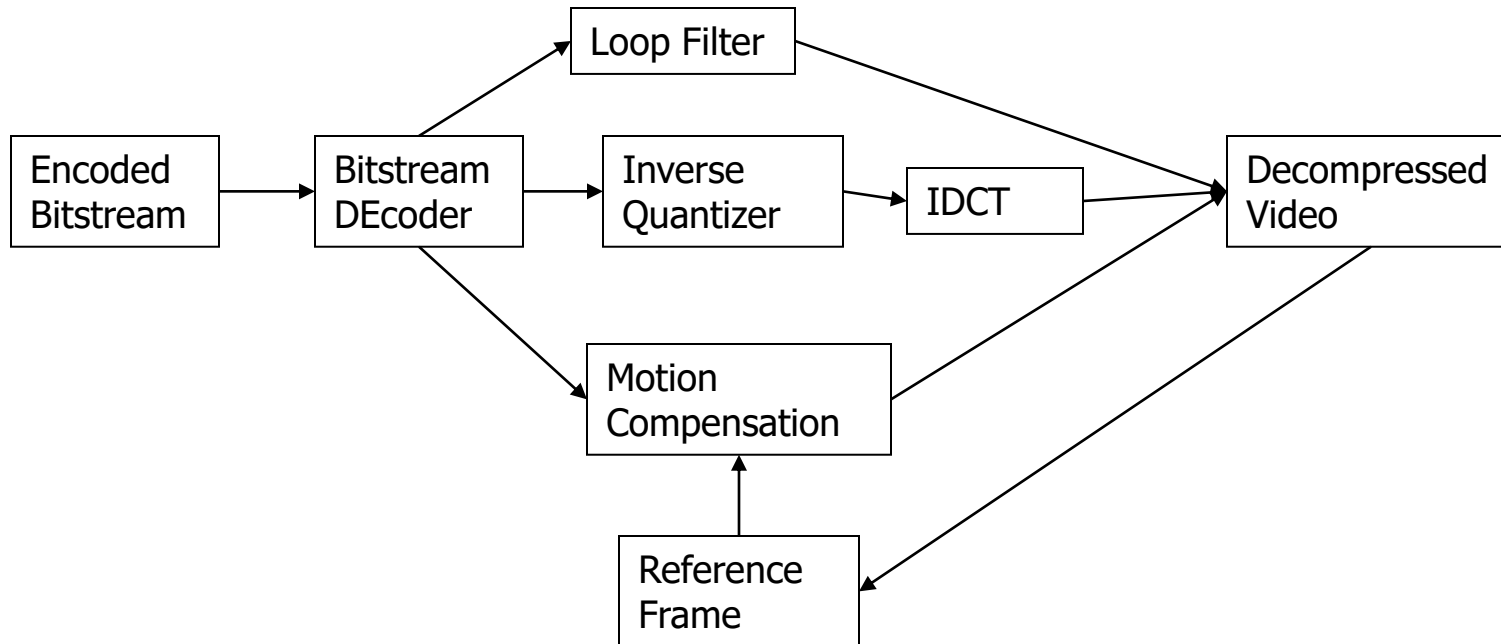 Loop Filter
Encoded
Bitstream
Bitstream
DEcoder
Inverse
Quantizer
IDCT
Decompressed
Video
Motion
Compensation
Reference
Frame